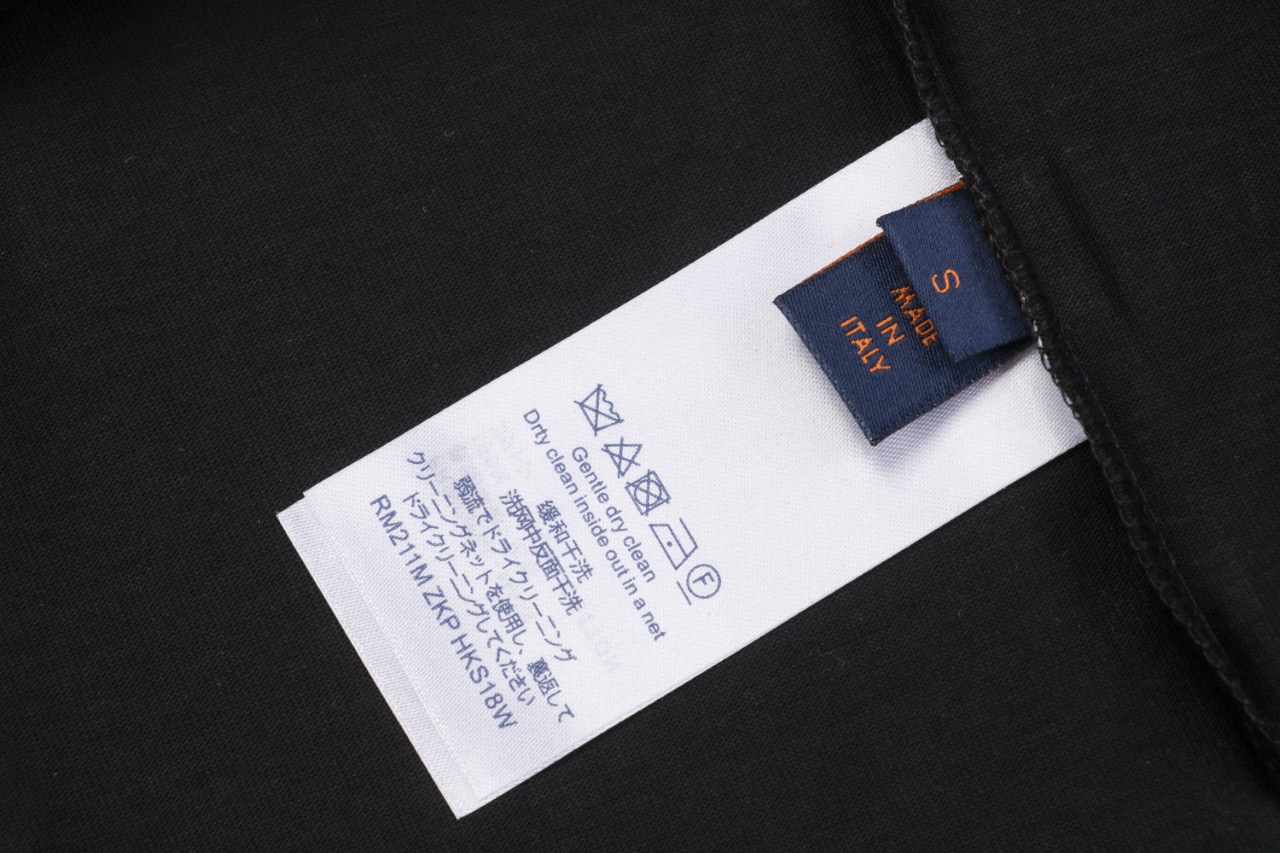 S
MADE
IN
ITALY
F
Gentle dry clean
Drty clean inside out in a net
缓和干洗
洗网中反面干洗
弱流でドライクリーニング
クリーニングネットを使用し、裏返して
ドライクリーニングしてください
RM211M ZKP HKS18W